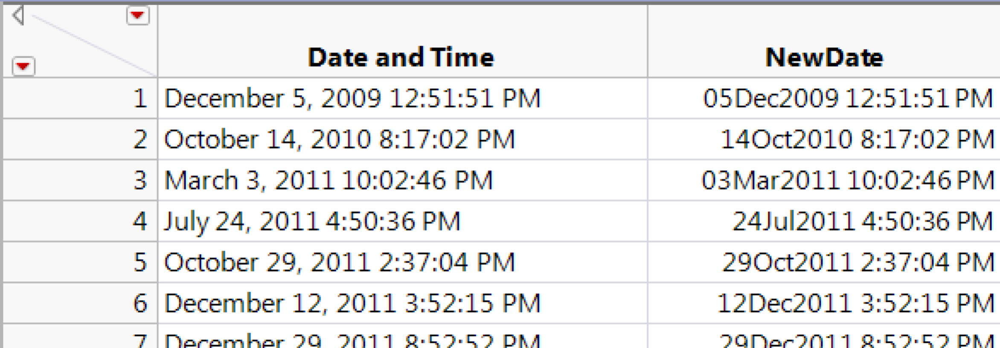 Date and Time NewDate
1 December 5, 2009 12:51:51 PM 05Dec2009 12:51:51 PM
2 October 14, 2010 8:17:02 PM 14Oct2010 8:17:02 PM
3 March 3, 2011 10:02:46 PM 03Mar2011 10:02:46 PM
4 July 24, 2011 4:50:36 PM 24Jul2011 4:50:36 PM
5 October 29, 2011 2:37:04 PM 29Oct2011 2:37:04 PM
6 December 12, 2011 3:52:15 PM 12Dec2011 3:52:15 PM
7 December 29, 2011 8:52:52 PM 29Dec2011 8:52:52 PM